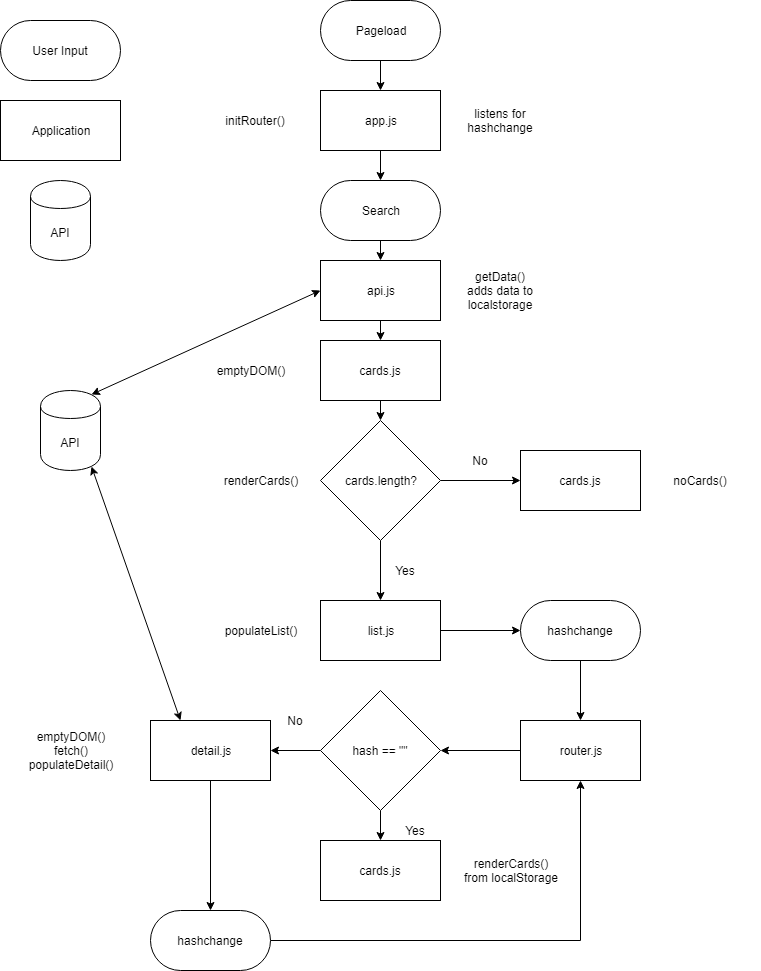 Pageload
User Input
initRouter()
app.js
listens for
hashchange
Application
Search
API
api.js
getData()
adds data to
localstorage
emptyDOM()
cards.js
API
renderCards()
cards.length?
No
cards.js
noCards()
Yes
populateList()
list.js
hashchange
emptyDOM()
fetch()
populateDetail()
detail.js
No
hash == ""
router.js
Yes
cards.js
renderCards()
from localStorage
hashchange